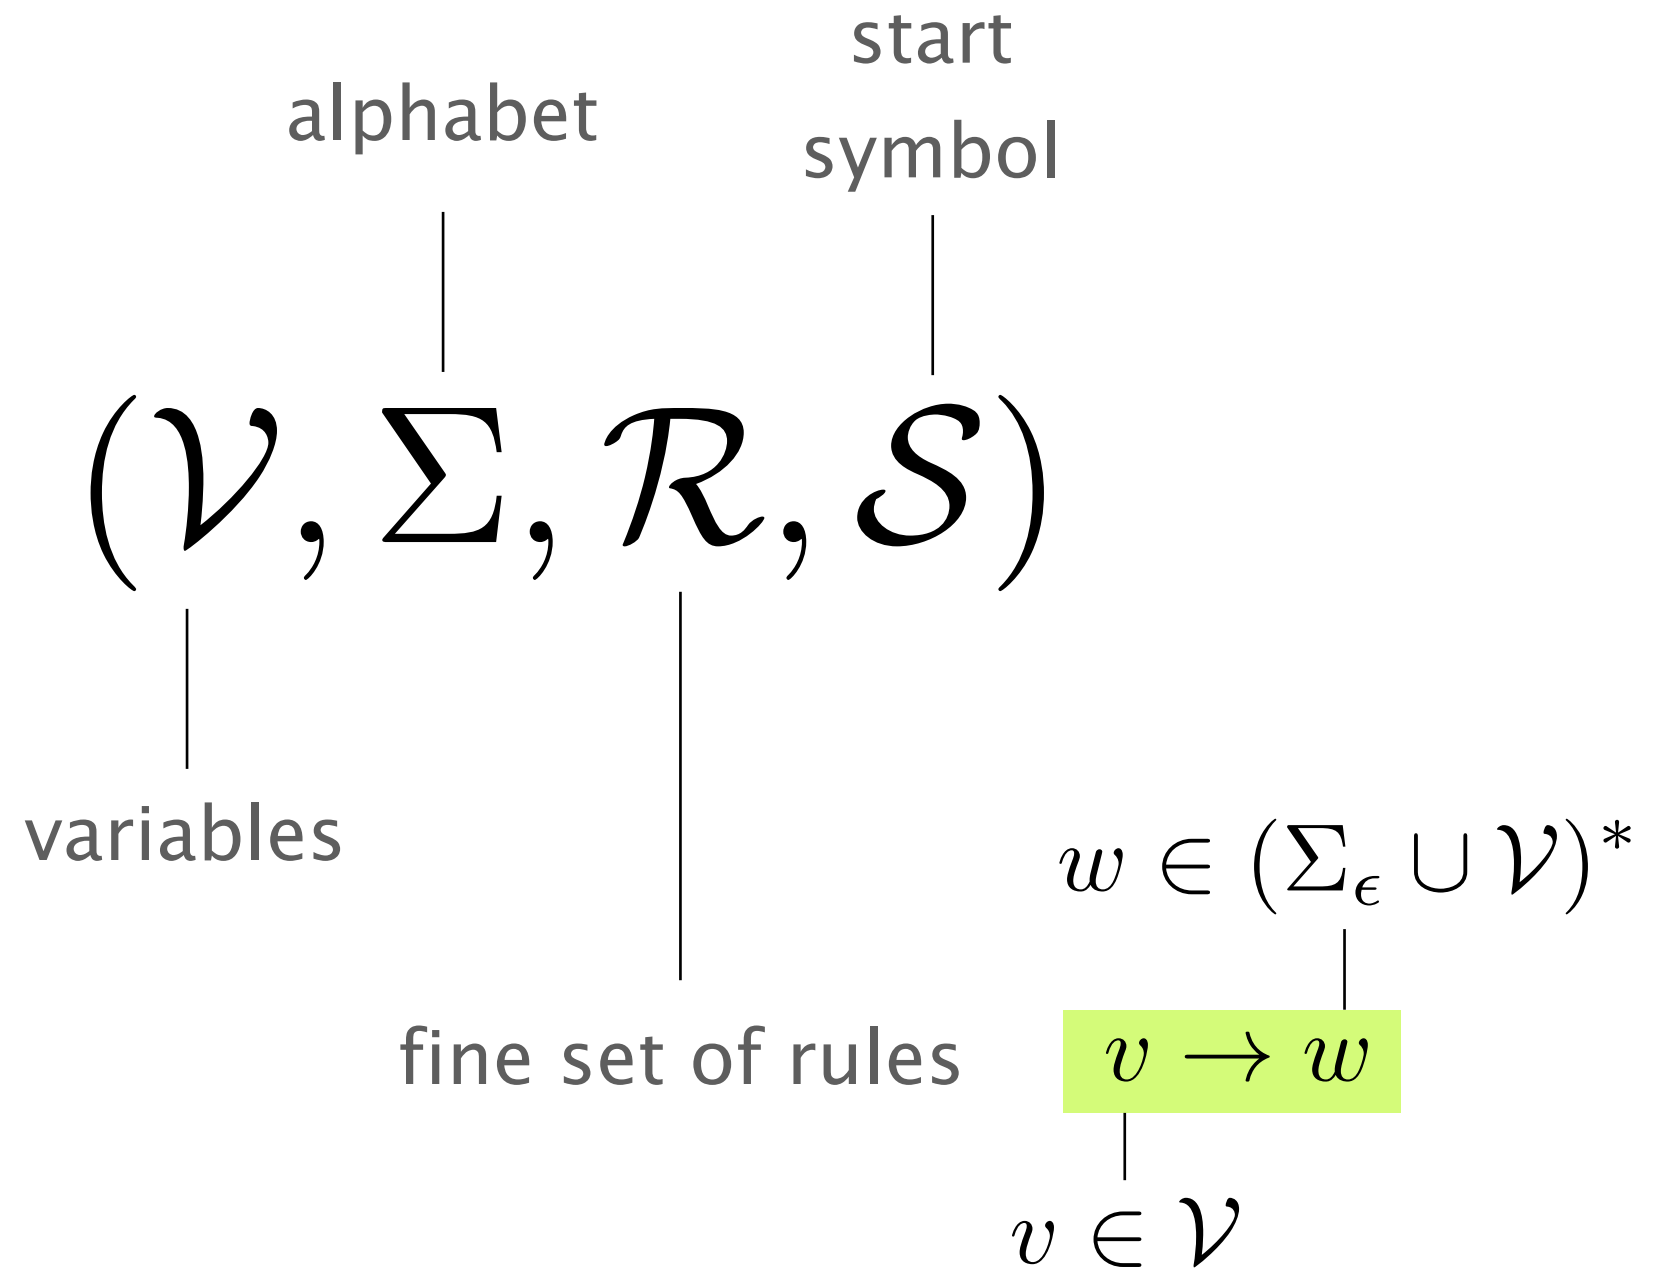 start
alphabet
symbol
(𝒱, Σ, ℛ, 𝒮)
variables
w ∈ (Σ_ϵ ∪ 𝒱)*
fine set of rules
v → w
v ∈ 𝒱